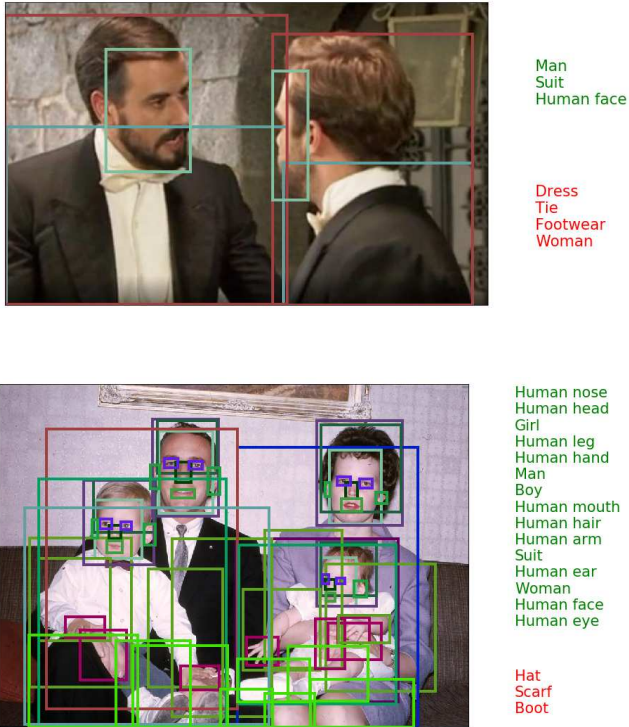 Man
Suit
Human face
Dress
Tie
Footwear
Woman
Human nose
Human head
Girl
Human leg
Human hand
Man
Boy
Human mouth
Human hair
Human arm
Suit
Human ear
Woman
Human face
Human eye
Hat
Scarf
Boot